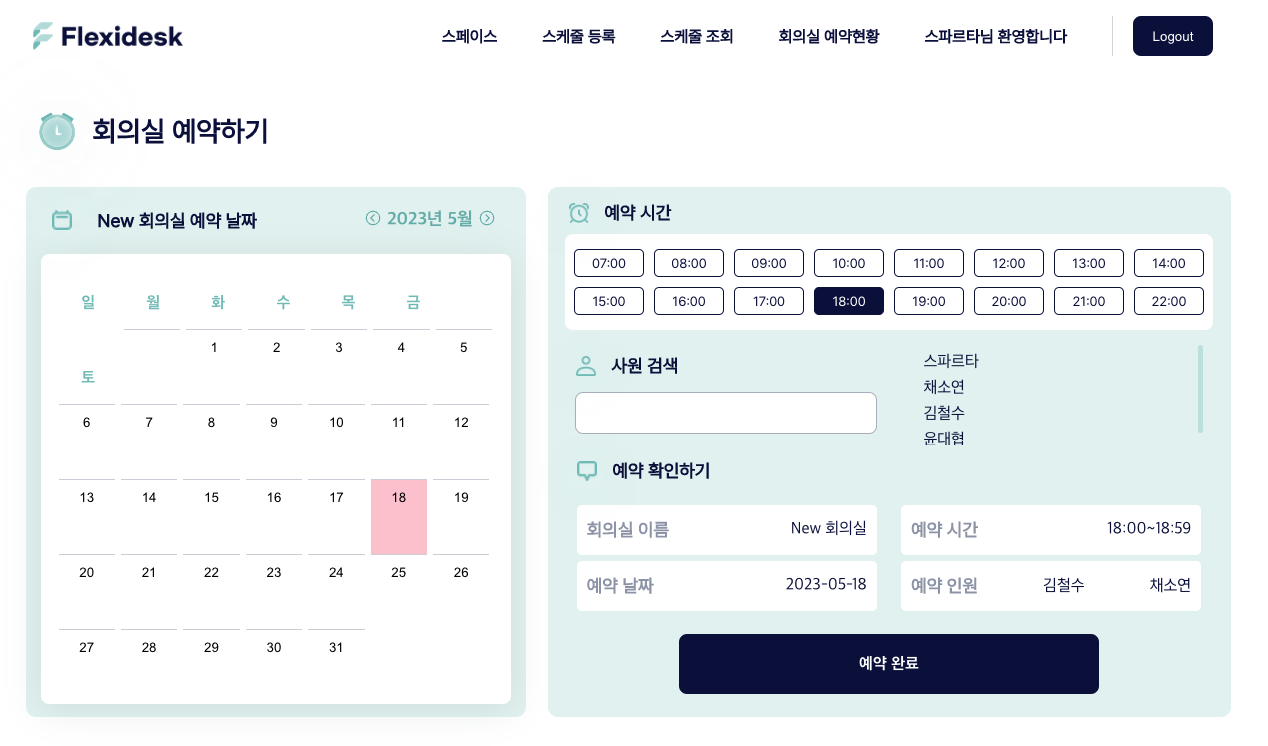 Flexidesk
스페이스 스케줄 등록 스케줄 조회 회의실 예약현황 스파르타님 환영합니다 Logout
회의실 예약하기
New 회의실 예약 날짜 2023년 5월
일 월 화 수 목 금
1 2 3 4 5
토
6 7 8 9 10 11 12
13 14 15 16 17 18 19
20 21 22 23 24 25 26
27 28 29 30 31
예약 시간
07:00 08:00 09:00 10:00 11:00 12:00 13:00 14:00
15:00 16:00 17:00 18:00 19:00 20:00 21:00 22:00
사원 검색
스파르타
채소연
김철수
윤대협
예약 확인하기
회의실 이름 New 회의실
예약 시간 18:00~18:59
예약 날짜 2023-05-18
예약 인원 김철수 채소연
예약 완료